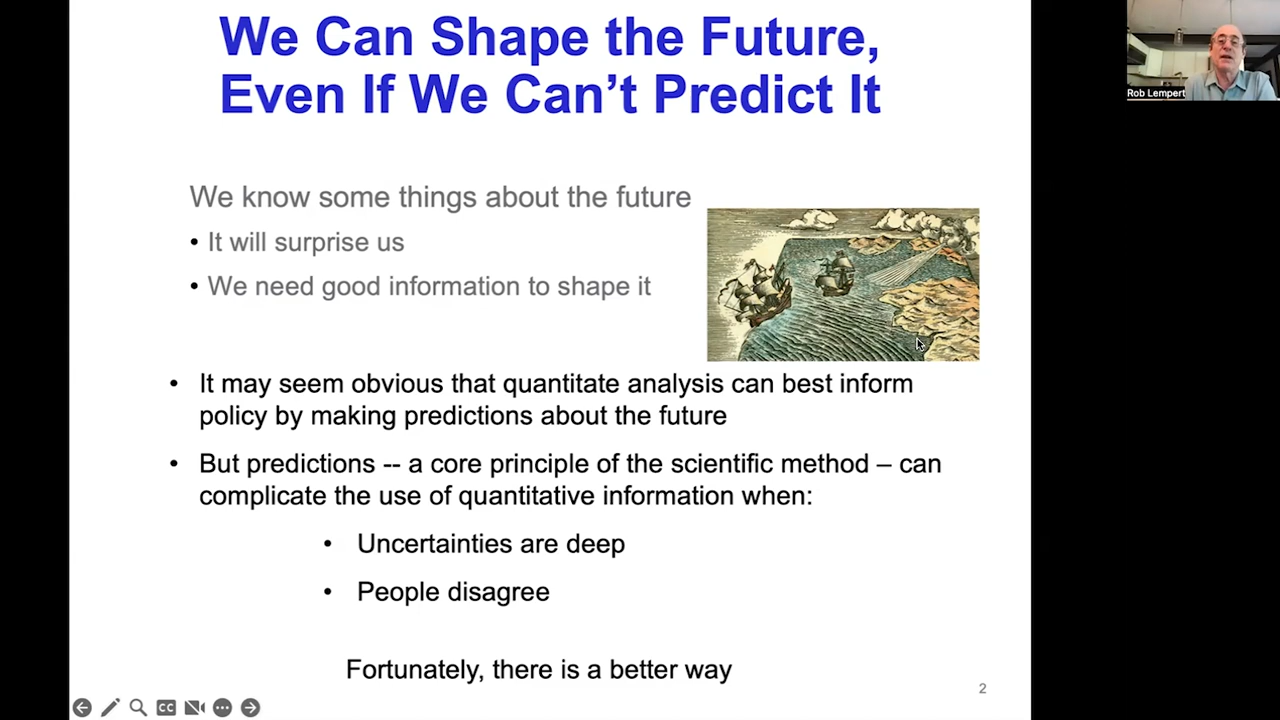 We Can Shape the Future,
Even If We Can’t Predict It
Rob Lempert
We know some things about the future
• It will surprise us
• We need good information to shape it
• It may seem obvious that quantitate analysis can best inform
policy by making predictions about the future
• But predictions -- a core principle of the scientific method – can
complicate the use of quantitative information when:
• Uncertainties are deep
• People disagree
Fortunately, there is a better way
2
CC